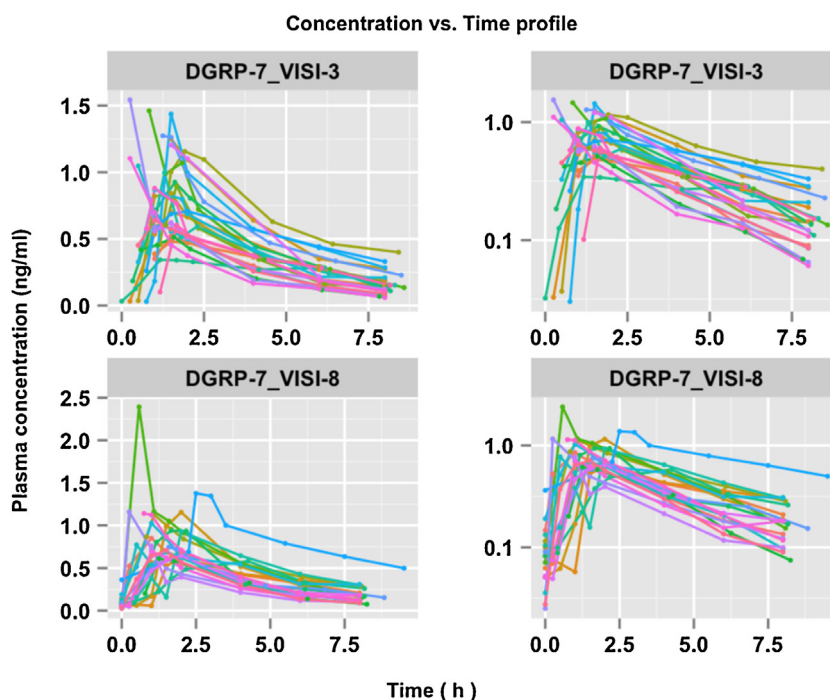 Concentration vs. Time profile
DGRP-7_VISI-3
DGRP-7_VISI-3
1.5
1.0
0.5
0.0
1.0
0.1
0.0 2.5 5.0 7.5
0.0 2.5 5.0 7.5
Plasma concentration (ng/ml)
DGRP-7_VISI-8
DGRP-7_VISI-8
2.5
2.0
1.5
1.0
0.5
0.0
1.0
0.1
0.0 2.5 5.0 7.5
0.0 2.5 5.0 7.5
Time ( h )